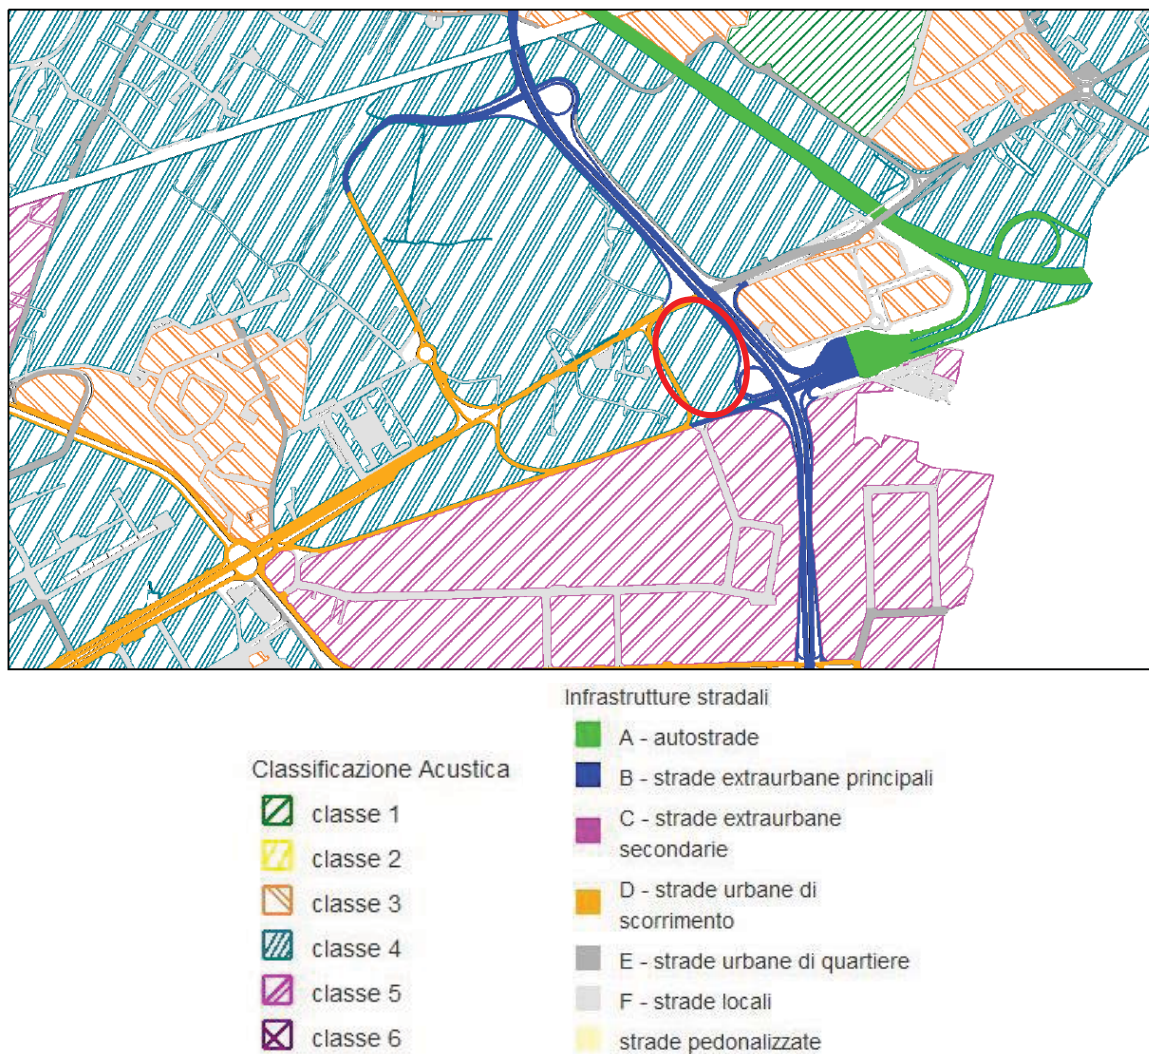 Classificazione Acustica
classe 1
classe 2
classe 3
classe 4
classe 5
classe 6
Infrastrutture stradali
A - autostrade
B - strade extraurbane principali
C - strade extraurbane
secondarie
D - strade urbane di
scorrimento
E - strade urbane di quartiere
F - strade locali
strade pedonalizzate